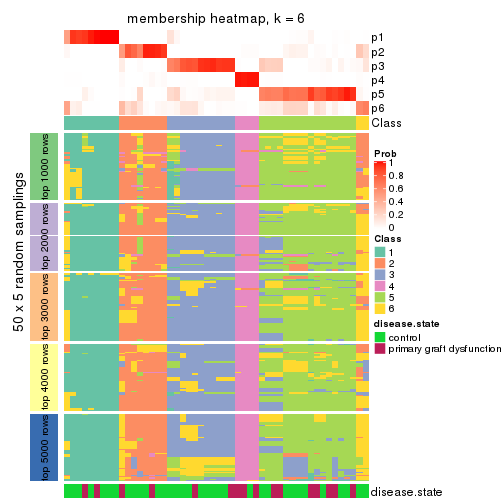 membership heatmap, k = 6
p1
p2
p3
p4
p5
p6
Class
50 x 5 random samplings
top 1000 rows
top 2000 rows
top 3000 rows
top 4000 rows
top 5000 rows
Prob
1
0.8
0.6
0.4
0.2
0
Class
1
2
3
4
5
6
disease.state
control
primary graft dysfunction
disease.state